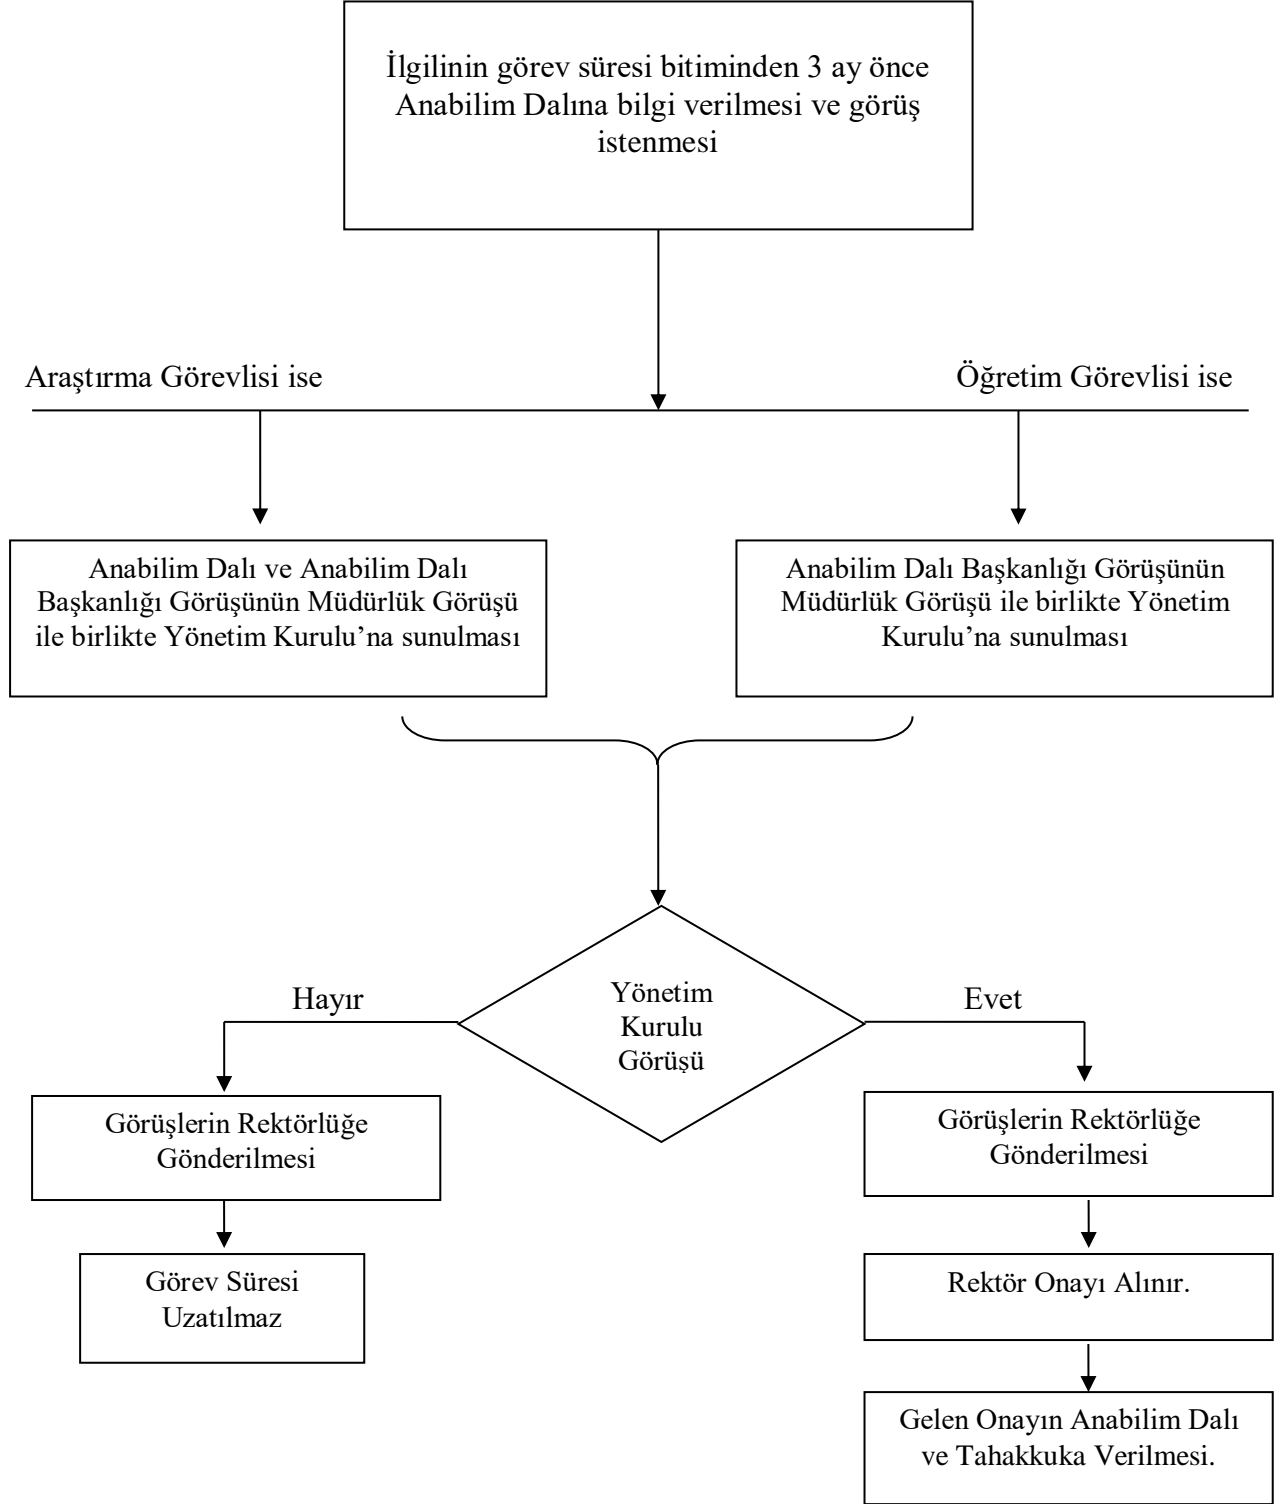 İlgilinin görev süresi bitiminden 3 ay önce
Anabilim Dalına bilgi verilmesi ve görüş
istenmesi
Araştırma Görevlisi ise
Öğretim Görevlisi ise
Anabilim Dalı ve Anabilim Dalı
Başkanlığı Görüşünün Müdürlük Görüşü
ile birlikte Yönetim Kurulu’na sunulması
Anabilim Dalı Başkanlığı Görüşünün
Müdürlük Görüşü ile birlikte Yönetim
Kurulu’na sunulması
Yönetim
Kurulu
Görüşü
Hayır
Evet
Görüşlerin Rektörlüğe
Gönderilmesi
Görev Süresi
Uzatılmaz
Görüşlerin Rektörlüğe
Gönderilmesi
Rektör Onayı Alınır.
Gelen Onayın Anabilim Dalı
ve Tahakkuka Verilmesi.